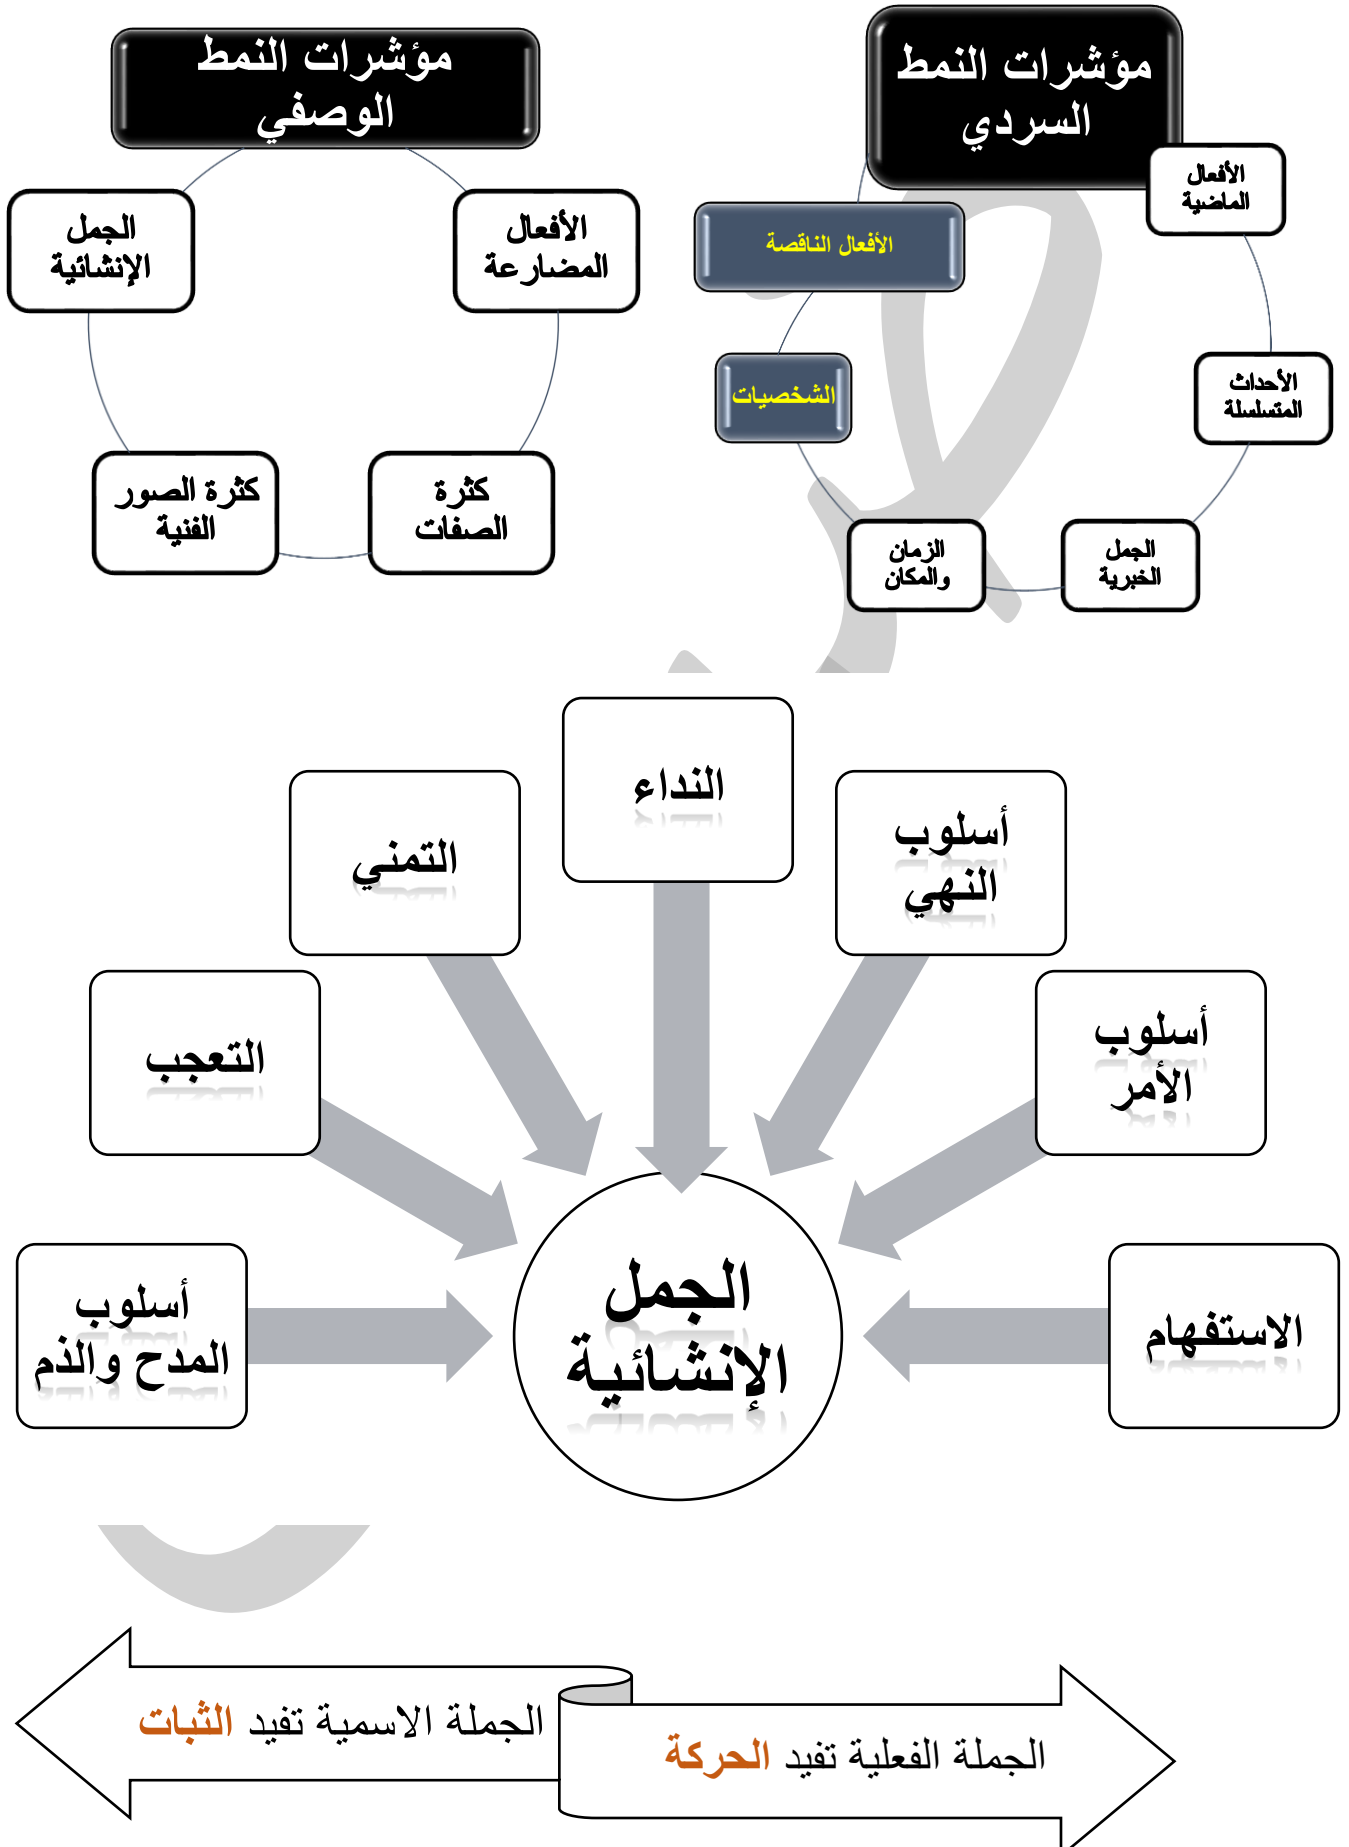 مؤشرات النمط
السردي
الأفعال
الماضية
الأحداث
المتسلسلة
الجمل
الخبرية
الزمان
والمكان
الشخصيات
الأفعال الناقصة
مؤشرات النمط
الوصفي
الأفعال
المضارعة
كثرة
الصفات
كثرة الصور
الفنية
الجمل
الإنشائية
الاستفهام
أسلوب
الأمر
أسلوب
النهي
النداء
التمني
التعجب
أسلوب
المدح والذم
الجمل
الإنشائية
الجملة الفعلية تفيد الحركة
الجملة الاسمية تفيد الثبات